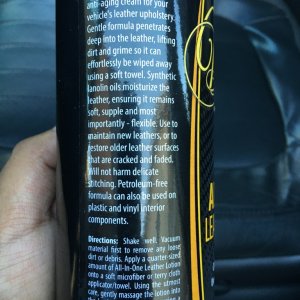 anti-aging cream for your
vehicle's leather upholstery.
Gentle formula penetrates
deep into the leather, lifting
dirt and grime so it can
effortlessly be wiped away
using a soft towel. Synthetic
lanolin oils moisturize the
leather, ensuring it remains
soft, supple and most
importantly - flexible. Use to
maintain new leathers, or to
restore older leather surfaces
that are cracked and faded.
Will not harm delicate
stitching. Petroleum-free
formula can also be used on
plastic and vinyl interior
components.
Directions: Shake well. Vacuum
material first to remove any loose
dirt or debris. Apply a quarter-sized
amount of All-In-One Leather Lotion
onto a soft microfiber or terry cloth
applicator/towel. Using the utmost
care, gently massage the lotion into
A
LE